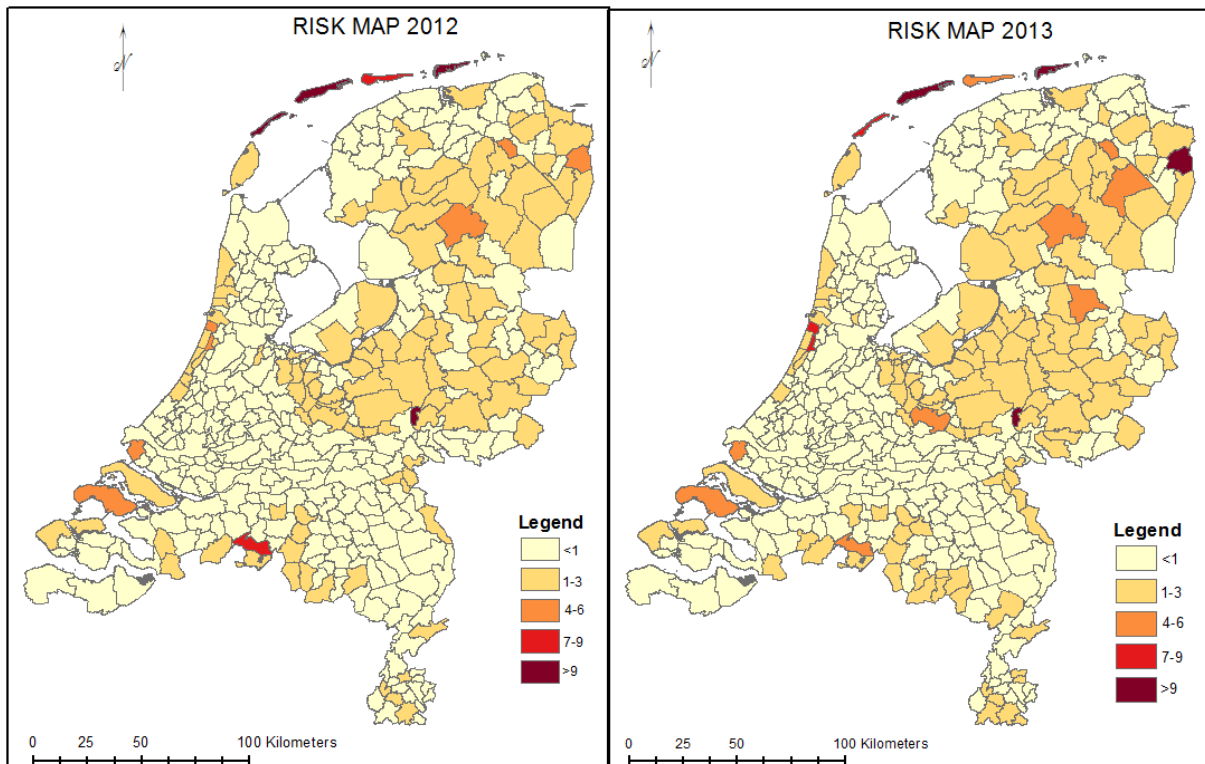 RISK MAP 2012
N
Legend
<1
1-3
4-6
7-9
>9
0 25 50 100 Kilometers
RISK MAP 2013
N
Legend
<1
1-3
4-6
7-9
>9
0 25 50 100 Kilometers